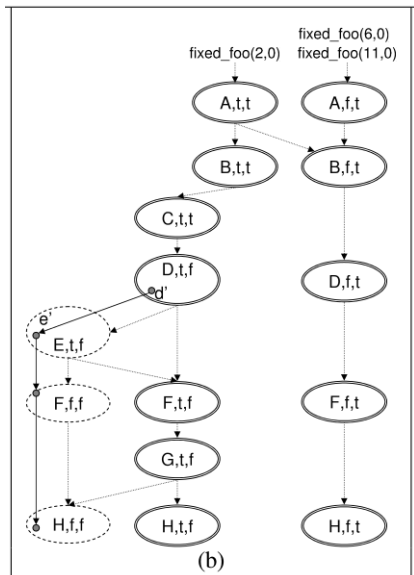 fixed_foo(6,0)
fixed_foo(2,0) fixed_foo(11,0)
A,t,t A,f,t
B,t,t B,f,t
C,t,t
D,t,f D,f,t
d'
e'
E,t,f
F,f,f F,t,f F,f,t
G,t,f
H,f,f H,t,f H,f,t
(b)